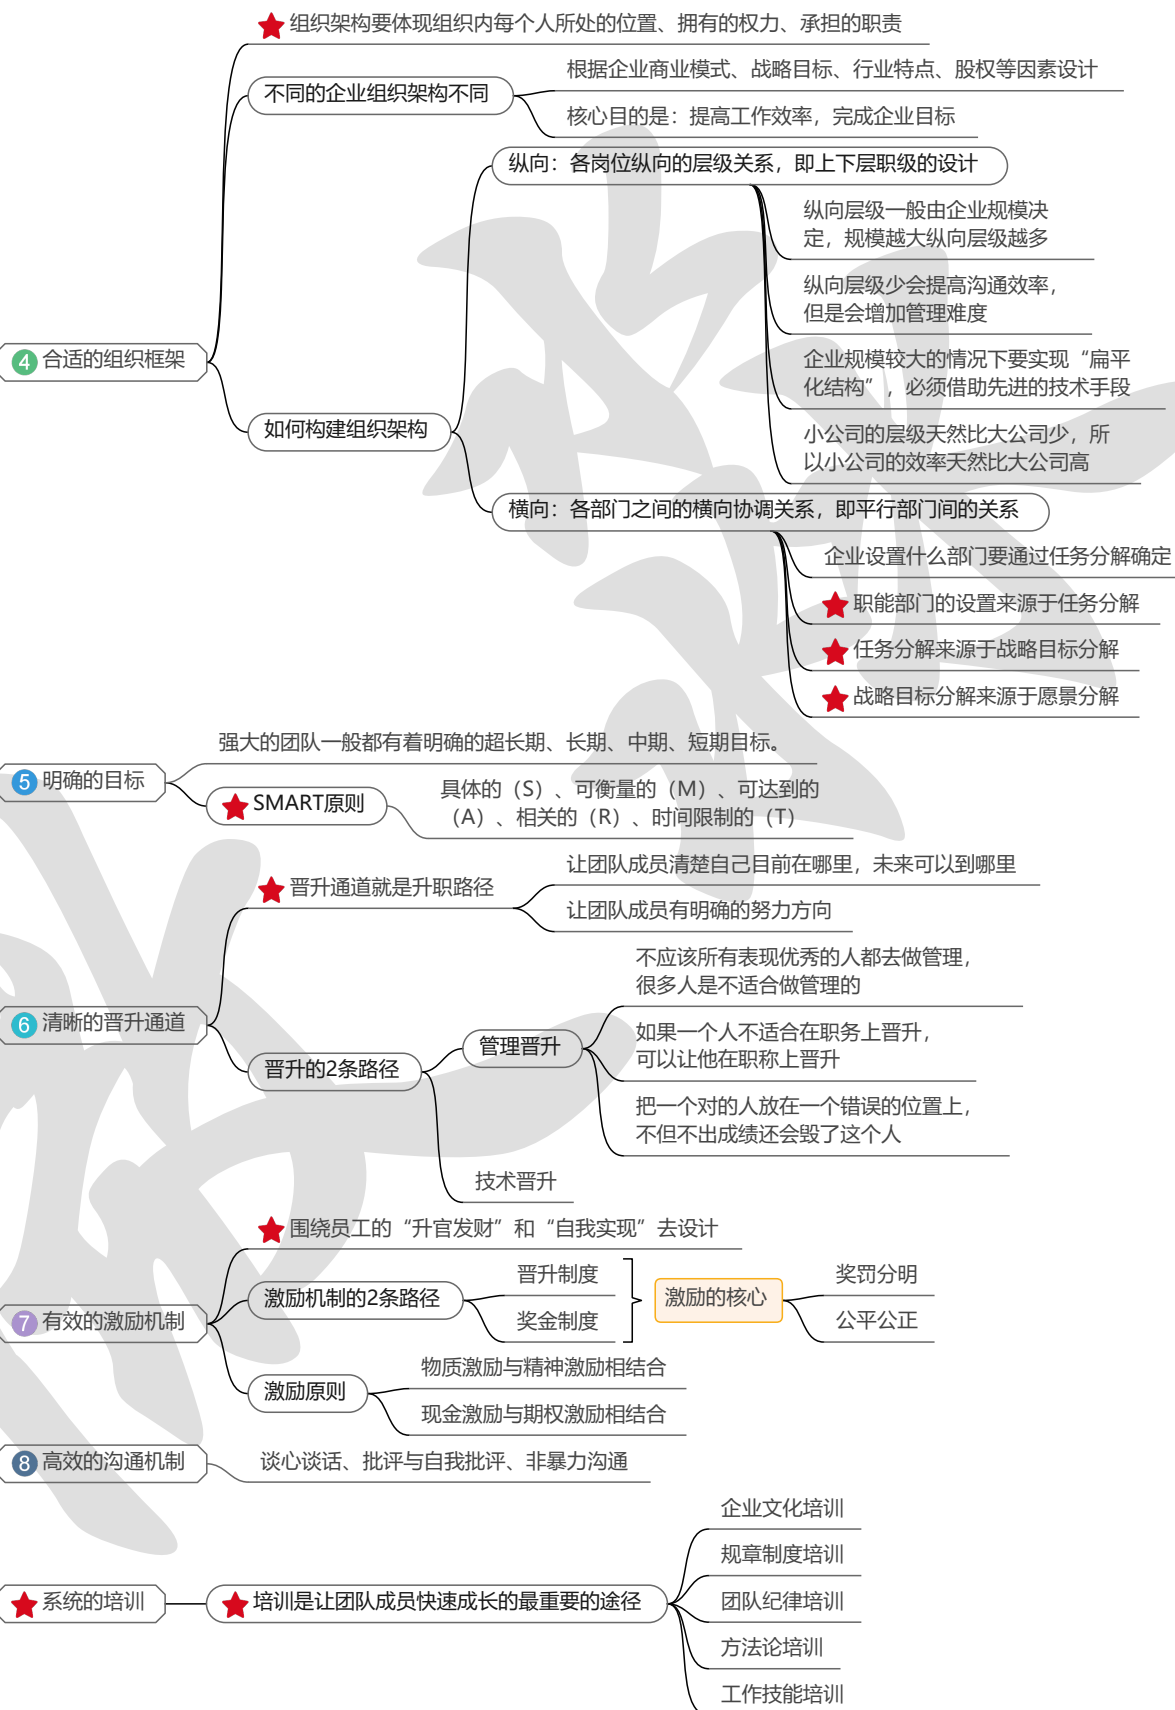 组织架构要体现组织内每个人所处的位置、拥有的权力、承担的职责
不同的企业组织架构不同
根据企业商业模式、战略目标、行业特点、股权等因素设计
核心目的是：提高工作效率，完成企业目标
纵向：各岗位纵向的层级关系，即上下层职级的设计
纵向层级一般由企业规模决
定，规模越大纵向层级越多
纵向层级少会提高沟通效率，
但是会增加管理难度
4 合适的组织框架
企业规模较大的情况下要实现“扁平
化结构”，必须借助先进的技术手段
如何构建组织架构
小公司的层级天然比大公司少，所
以小公司的效率天然比大公司高
横向：各部门之间的横向协调关系，即平行部门间的关系
企业设置什么部门要通过任务分解确定
职能部门的设置来源于任务分解
任务分解来源于战略目标分解
战略目标分解来源于愿景分解
强大的团队一般都有着明确的超长期、长期、中期、短期目标。
5 明确的目标
SMART原则
具体的（S）、可衡量的（M）、可达到的
（A）、相关的（R）、时间限制的（T）
晋升通道就是升职路径
让团队成员清楚自己目前在哪里，未来可以到哪里
让团队成员有明确的努力方向
6 清晰的晋升通道
晋升的2条路径
管理晋升
不应该所有表现优秀的人都去做管理，
很多人是不适合做管理的
如果一个人不适合在职务上晋升，
可以让他在职称上晋升
把一个对的人放在一个错误的位置上，
不但不出成绩还会毁了这个人
技术晋升
围绕员工的“升官发财”和“自我实现”去设计
7 有效的激励机制
激励机制的2条路径
晋升制度
奖金制度
激励的核心
奖罚分明
公平公正
激励原则
物质激励与精神激励相结合
现金激励与期权激励相结合
8 高效的沟通机制
谈心谈话、批评与自我批评、非暴力沟通
系统的培训
培训是让团队成员快速成长的最重要的途径
企业文化培训
规章制度培训
团队纪律培训
方法论培训
工作技能培训